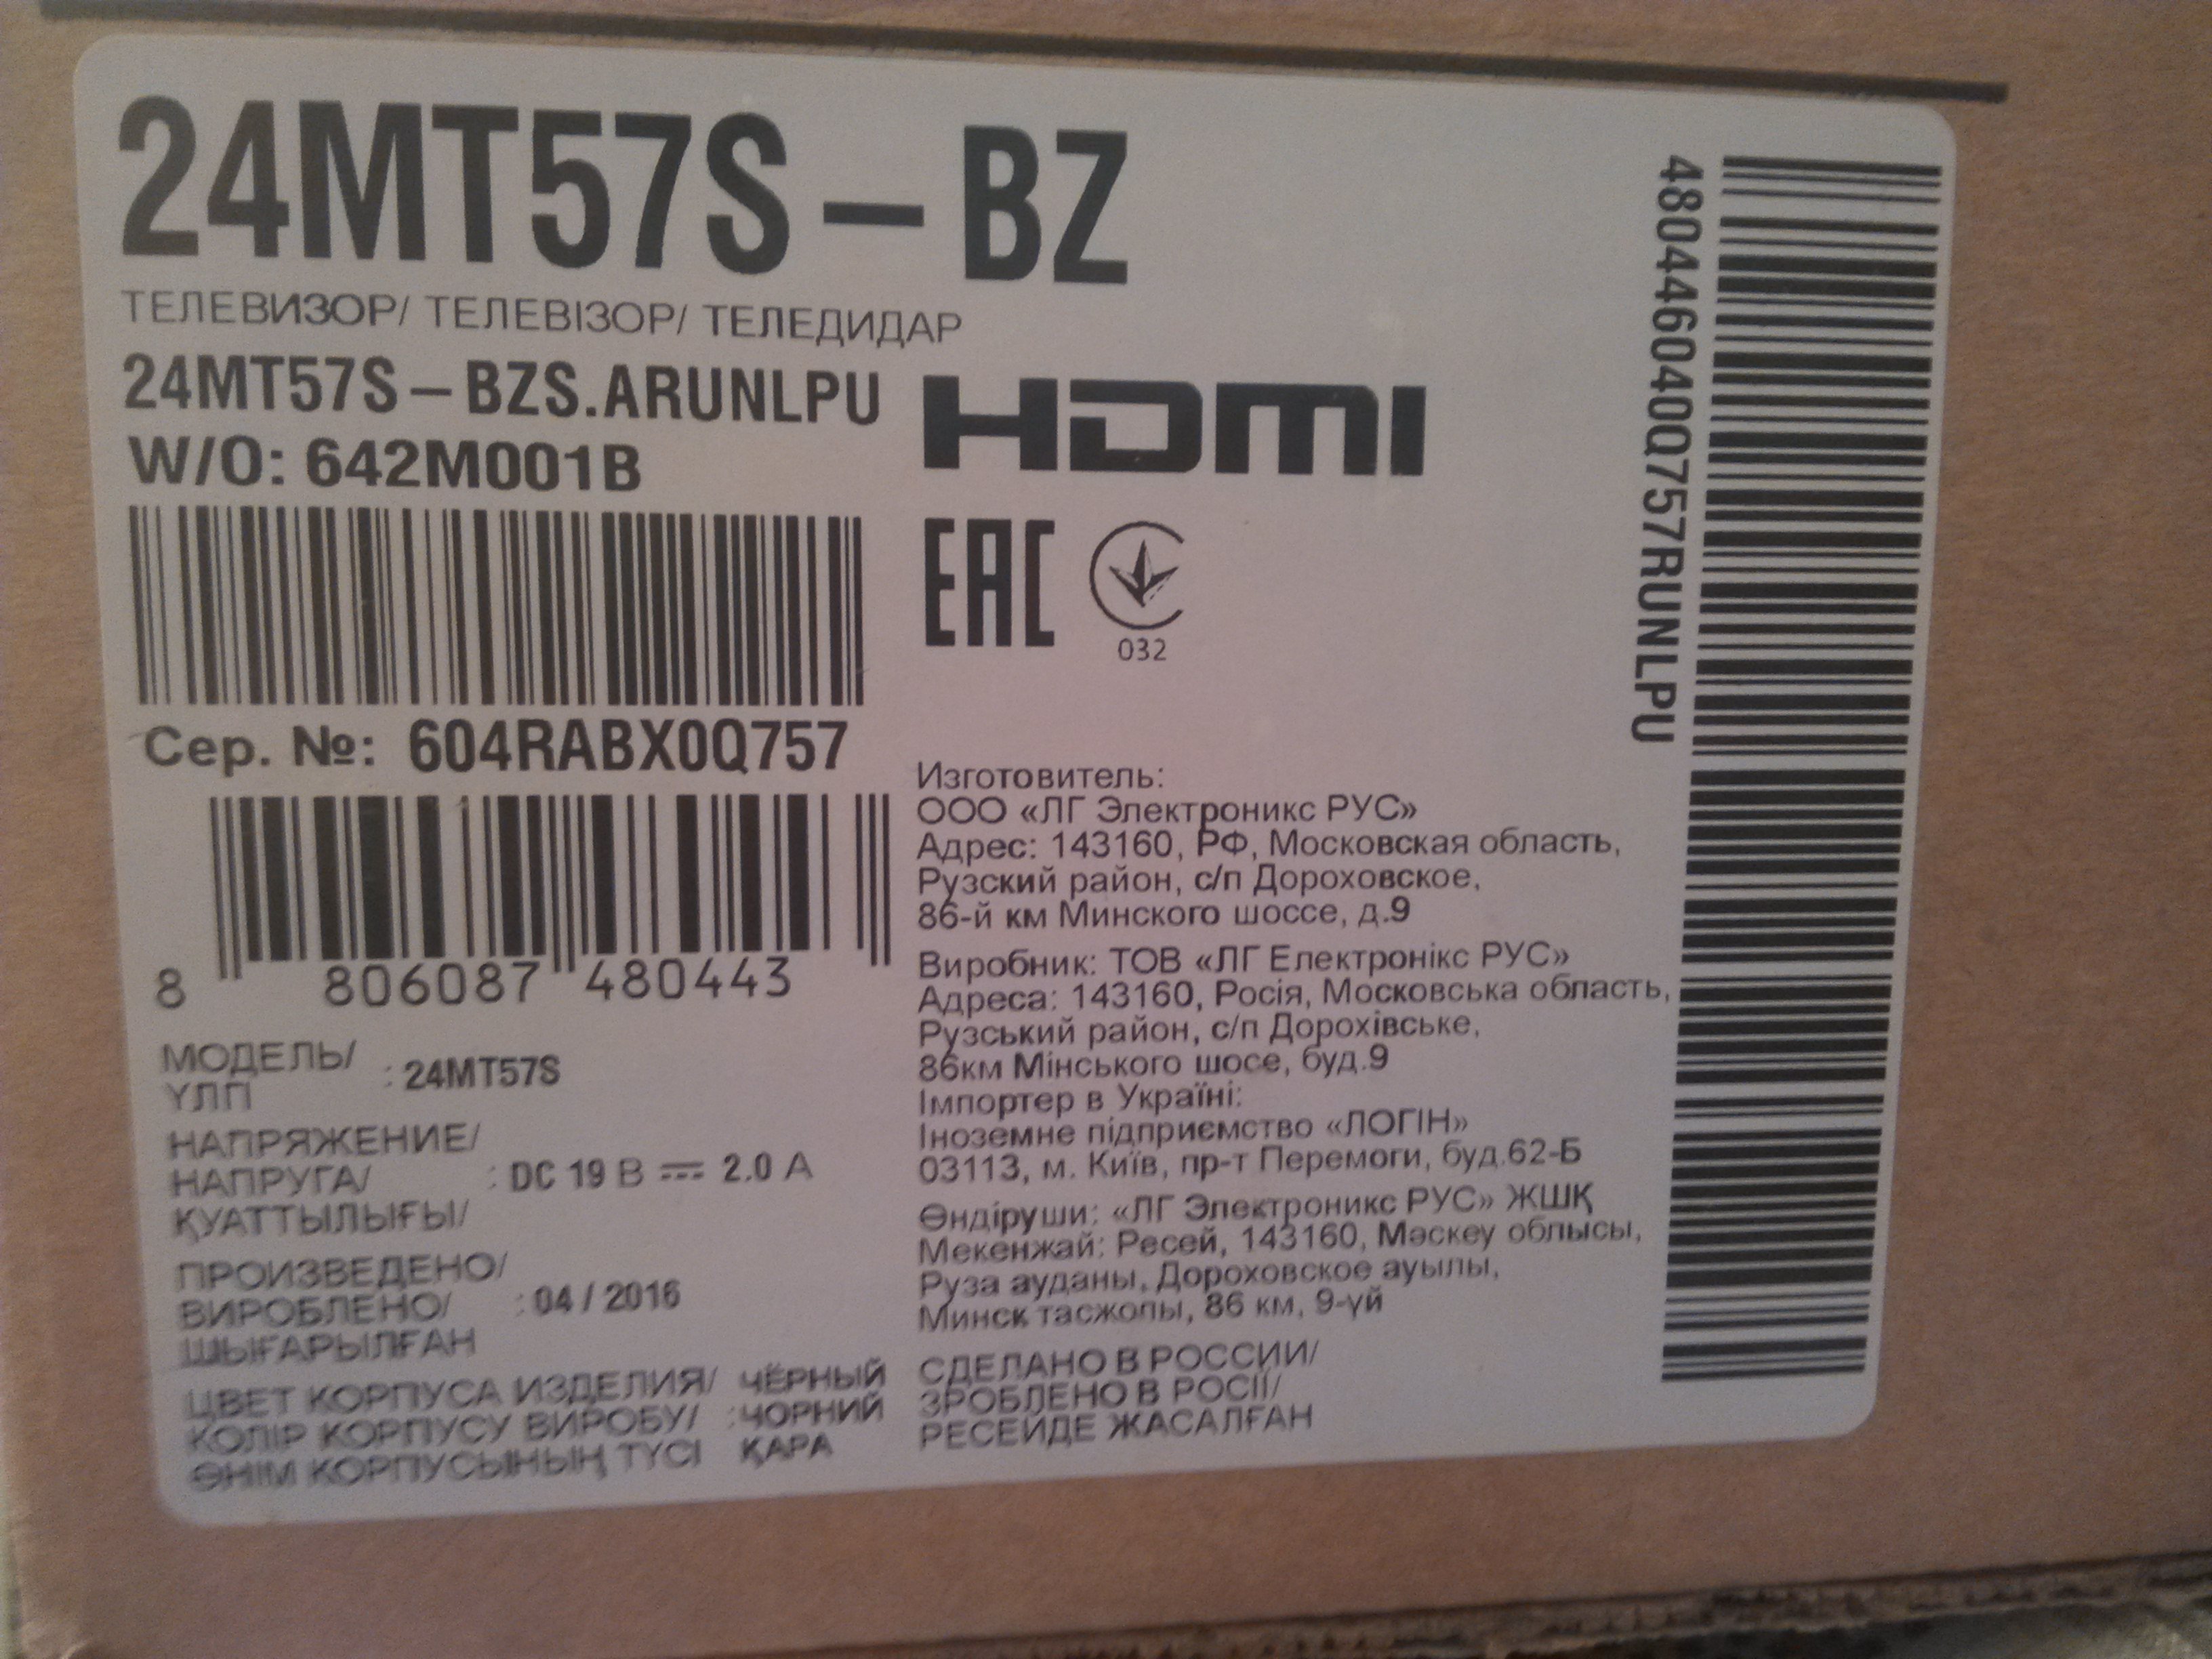 24MT57S – BZ
ТЕЛЕВИЗОР/ ТЕЛЕВІЗОР/ ТЕЛЕДИДАР
24MT57S – BZS.ARUNLPU
W/O: 642M001B
HDMI
EAC
032
Сер. №: 604RABX0Q757
8 806087 480443
МОДЕЛЬ/
ҮЛГІ : 24MT57S
НАПРЯЖЕНИЕ/
НАПРУГА/ : DC 19 В ⎓ 2.0 А
ҚУАТТЫЛЫҒЫ/
ПРОИЗВЕДЕНО/
ВИРОБЛЕНО/ : 04 / 2016
ШЫҒАРЫЛҒАН
ЦВЕТ КОРПУСА ИЗДЕЛИЯ/ ЧЁРНЫЙ
КОЛІР КОРПУСУ ВИРОБУ/ :ЧОРНИЙ
ӨНІМ КОРПУСЫНЫҢ ТҮСІ ҚАРА
Изготовитель:
ООО «ЛГ Электроникс РУС»
Адрес: 143160, РФ, Московская область,
Рузский район, с/п Дороховское,
86-й км Минского шоссе, д.9
Виробник: ТОВ «ЛГ Електронікс РУС»
Адреса: 143160, Росія, Московська область,
Рузський район, с/п Дорохівське,
86км Мінського шосе, буд.9
Імпортер в Україні:
Іноземне підприємство «ЛОГІН»
03113, м. Київ, пр-т Перемоги, буд.62-Б
Өндіруши: «ЛГ Электроникс РУС» ЖШҚ
Мекенжай: Ресей, 143160, Мәскеу облысы,
Руза ауданы, Дороховское ауылы,
Минск тасжолы, 86 км, 9-үй
СДЕЛАНО В РОССИИ/
ЗРОБЛЕНО В РОСІЇ/
РЕСЕЙДЕ ЖАСАЛҒАН
480446040Q757RUNLPU